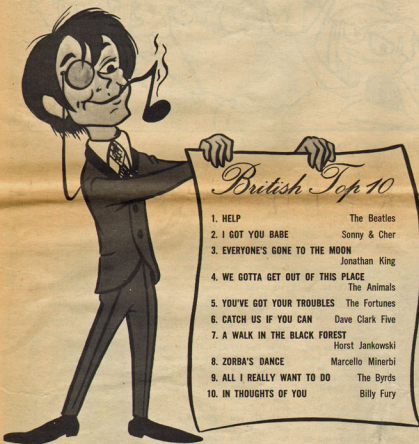 British Top 10
1. HELP The Beatles
2. I GOT YOU BABE Sonny & Cher
3. EVERYONE'S GONE TO THE MOON
Jonathan King
4. WE GOTTA GET OUT OF THIS PLACE
The Animals
5. YOU'VE GOT YOUR TROUBLES The Fortunes
6. CATCH US IF YOU CAN Dave Clark Five
7. A WALK IN THE BLACK FOREST
Horst Jankowski
8. ZORBA'S DANCE Marcello Minerbi
9. ALL I REALLY WANT TO DO The Byrds
10. IN THOUGHTS OF YOU Billy Fury